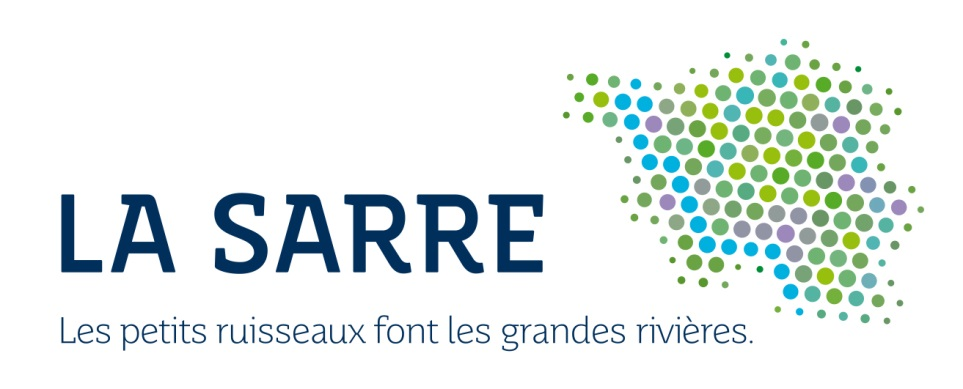 LA SARRE
Les petits ruisseaux font les grandes rivières.